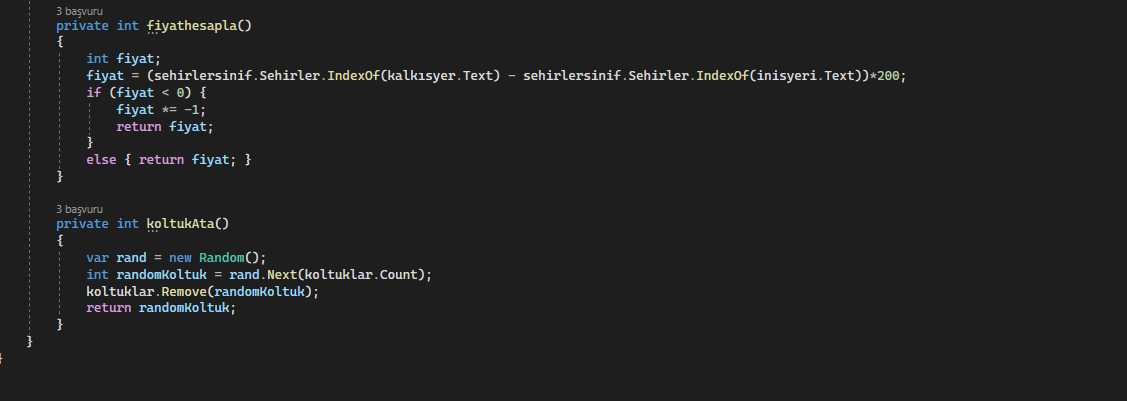 3 başvuru
private int fiyathesapla()
{
int fiyat;
fiyat = (sehirlersinif.Sehirler.IndexOf(kalkısyer.Text) - sehirlersinif.Sehirler.IndexOf(inisyeri.Text))*200;
if (fiyat < 0) {
fiyat *= -1;
return fiyat;
}
else { return fiyat; }
}
3 başvuru
private int koltukAta()
{
var rand = new Random();
int randomKoltuk = rand.Next(koltuklar.Count);
koltuklar.Remove(randomKoltuk);
return randomKoltuk;
}
}
}